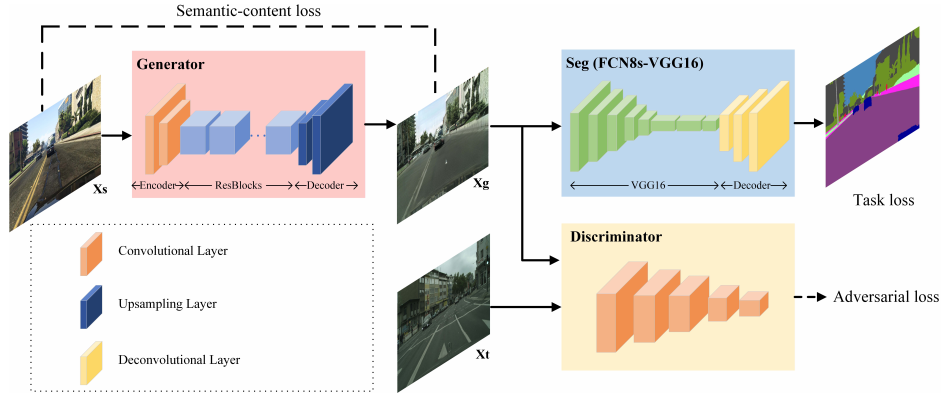 Semantic-content loss
Generator
Xs
Encoder
ResBlocks
Decoder
Xg
Seg (FCN8s-VGG16)
VGG16
Decoder
Task loss
Convolutional Layer
Upsampling Layer
Deconvolutional Layer
Xt
Discriminator
Adversarial loss